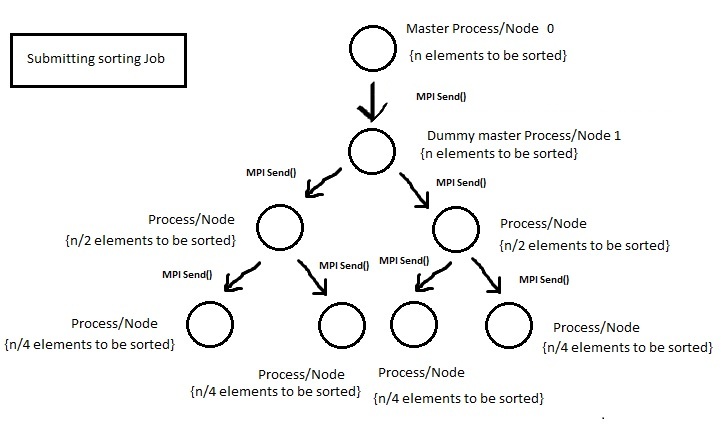 Master Process/Node 0
Submitting sorting Job
{n elements to be sorted}
MPI Send()
Dummy master Process/Node 1
{n elements to be sorted}
MPI Send()
MPI Send()
Process/Node
{n/2 elements to be sorted}
Process/Node
{n/2 elements to be sorted}
MPI Send()
MPI Send()
MPI Send()
MPI Send()
Process/Node
{n/4 elements to be sorted}
Process/Node
{n/4 elements to be sorted}
Process/Node
{n/4 elements to be sorted}
Process/Node
{n/4 elements to be sorted}
.